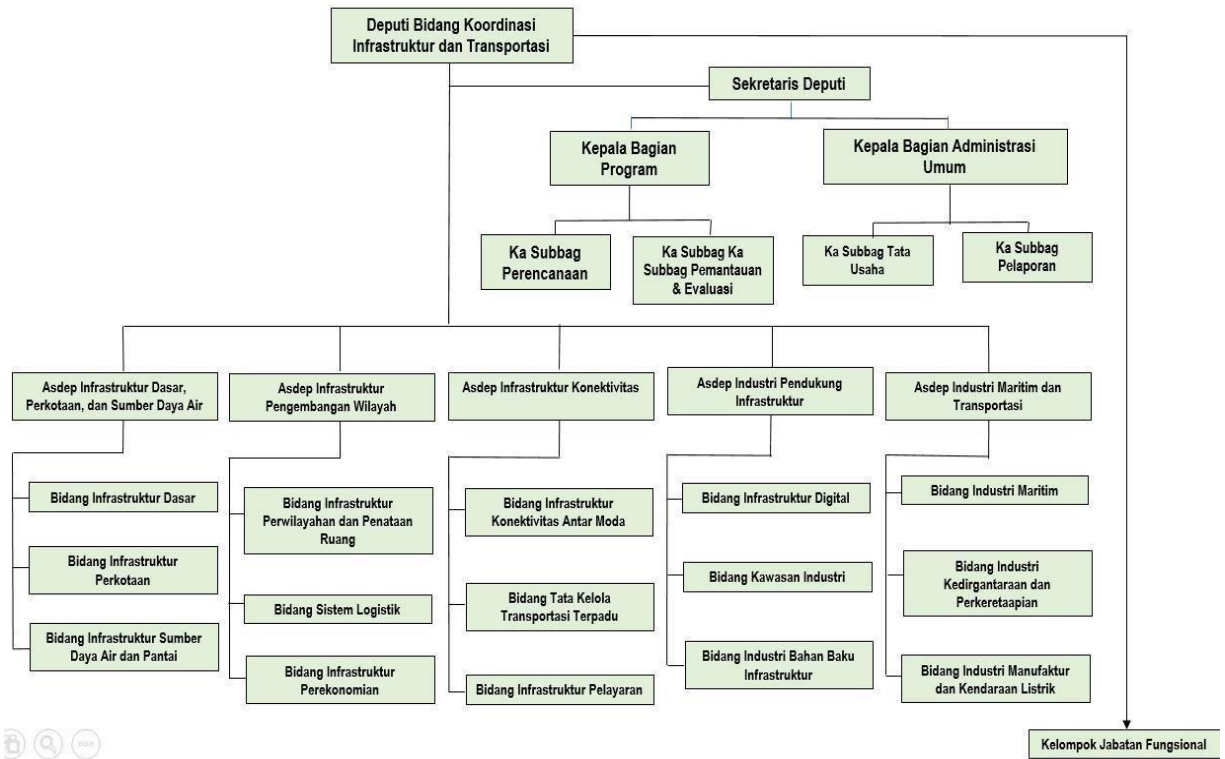 Deputi Bidang Koordinasi
Infrastruktur dan Transportasi
Sekretaris Deputi
Kepala Bagian
Program
Kepala Bagian Administrasi
Umum
Ka Subbag
Perencanaan
Ka Subbag Ka
Subbag Pemantauan
& Evaluasi
Ka Subbag Tata
Usaha
Ka Subbag
Pelaporan
Asdep Infrastruktur Dasar,
Perkotaan, dan Sumber Daya Air
Asdep Infrastruktur
Pengembangan Wilayah
Asdep Infrastruktur Konektivitas
Asdep Industri Pendukung
Infrastruktur
Asdep Industri Maritim dan
Transportasi
Bidang Infrastruktur Dasar
Bidang Infrastruktur
Perkotaan
Bidang Infrastruktur Sumber
Daya Air dan Pantai
Bidang Infrastruktur
Perwilayahan dan Penataan
Ruang
Bidang Sistem Logistik
Bidang Infrastruktur
Perekonomian
Bidang Infrastruktur
Konektivitas Antar Moda
Bidang Tata Kelola
Transportasi Terpadu
Bidang Infrastruktur Pelayaran
Bidang Infrastruktur Digital
Bidang Kawasan Industri
Bidang Industri Bahan Baku
Infrastruktur
Bidang Industri Maritim
Bidang Industri
Kedirgantaraan dan
Perkeretaapian
Bidang Industri Manufaktur
dan Kendaraan Listrik
Kelompok Jabatan Fungsional